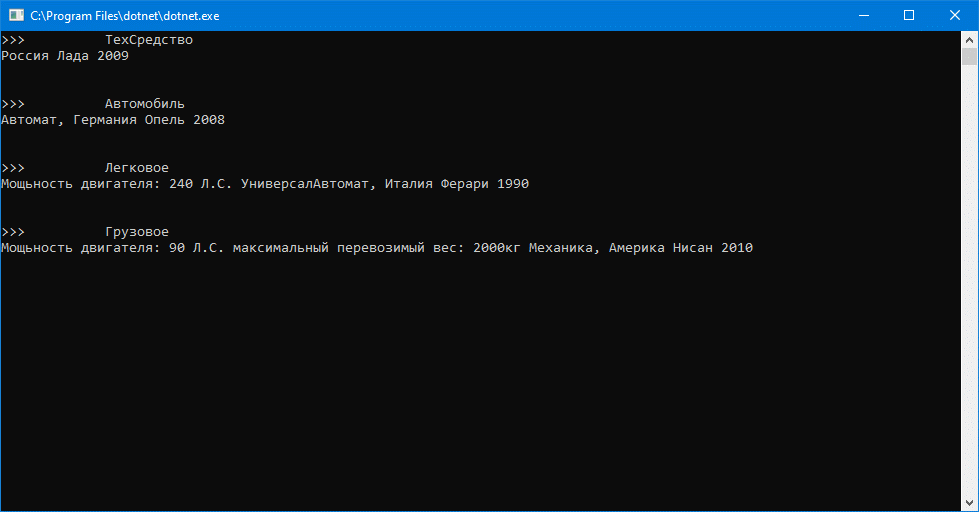 C:\Program Files\dotnet\dotnet.exe
>>> ТехСредство
Россия Лада 2009
>>> Автомобиль
Автомат, Германия Опель 2008
>>> Легковое
Мощьность двигателя: 240 Л.С. УниверсалАвтомат, Италия Ферари 1990
>>> Грузовое
Мощьность двигателя: 90 Л.С. максимальный перевозимый вес: 2000кг Механика, Америка Нисан 2010